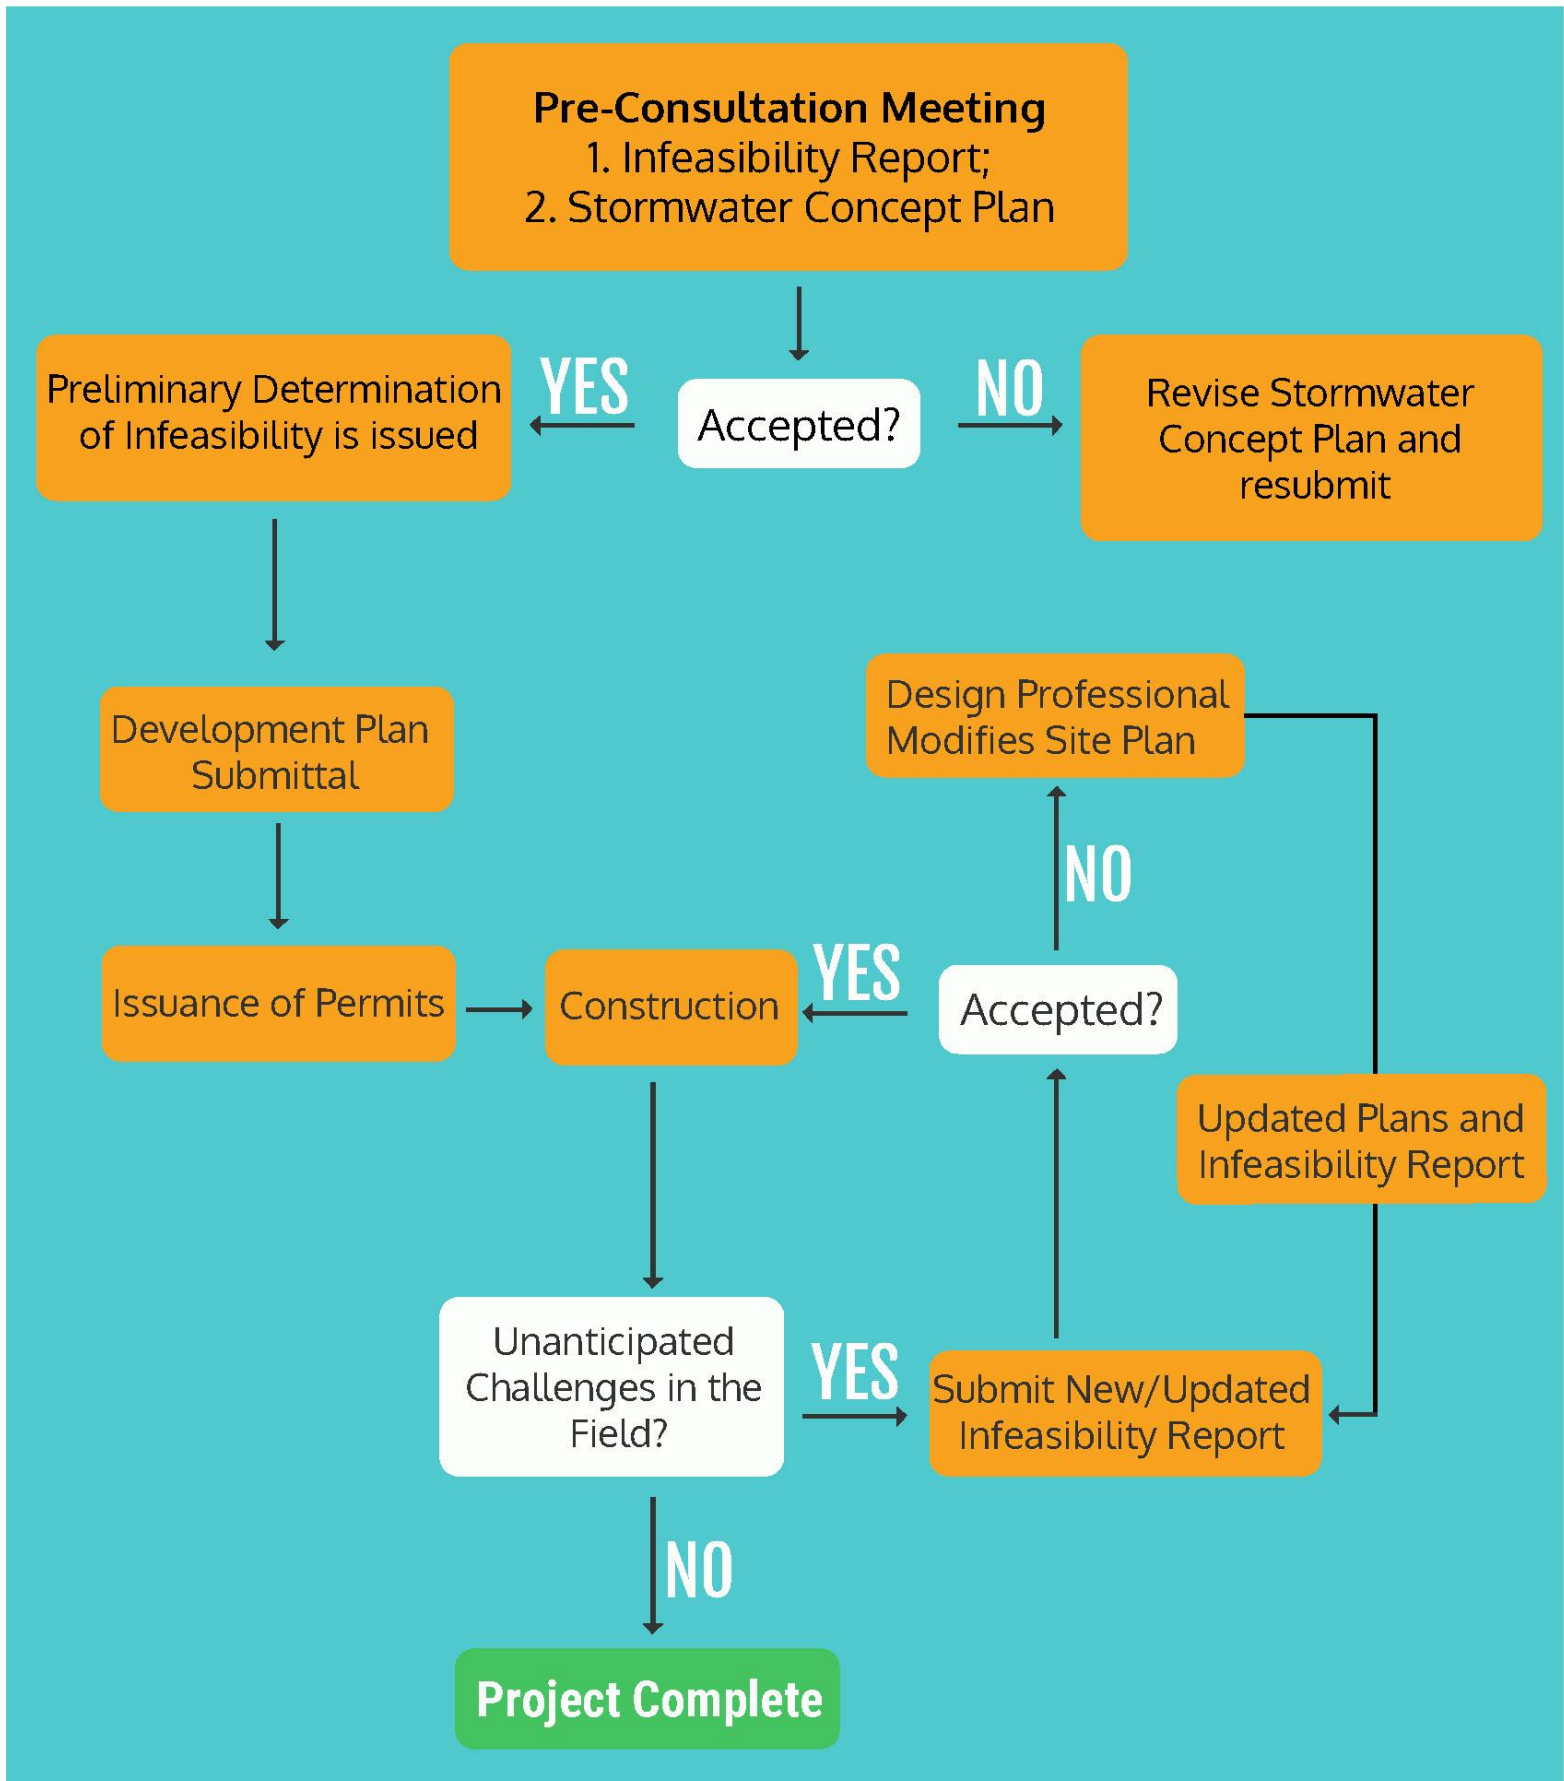 Pre-Consultation Meeting
1. Infeasibility Report;
2. Stormwater Concept Plan
YES
Accepted?
NO
Preliminary Determination
of Infeasibility is issued
Revise Stormwater
Concept Plan and
resubmit
Development Plan
Submittal
Design Professional
Modifies Site Plan
NO
Issuance of Permits
Construction
YES
Accepted?
Updated Plans and
Infeasibility Report
Unanticipated
Challenges in the
Field?
YES
Submit New/Updated
Infeasibility Report
NO
Project Complete